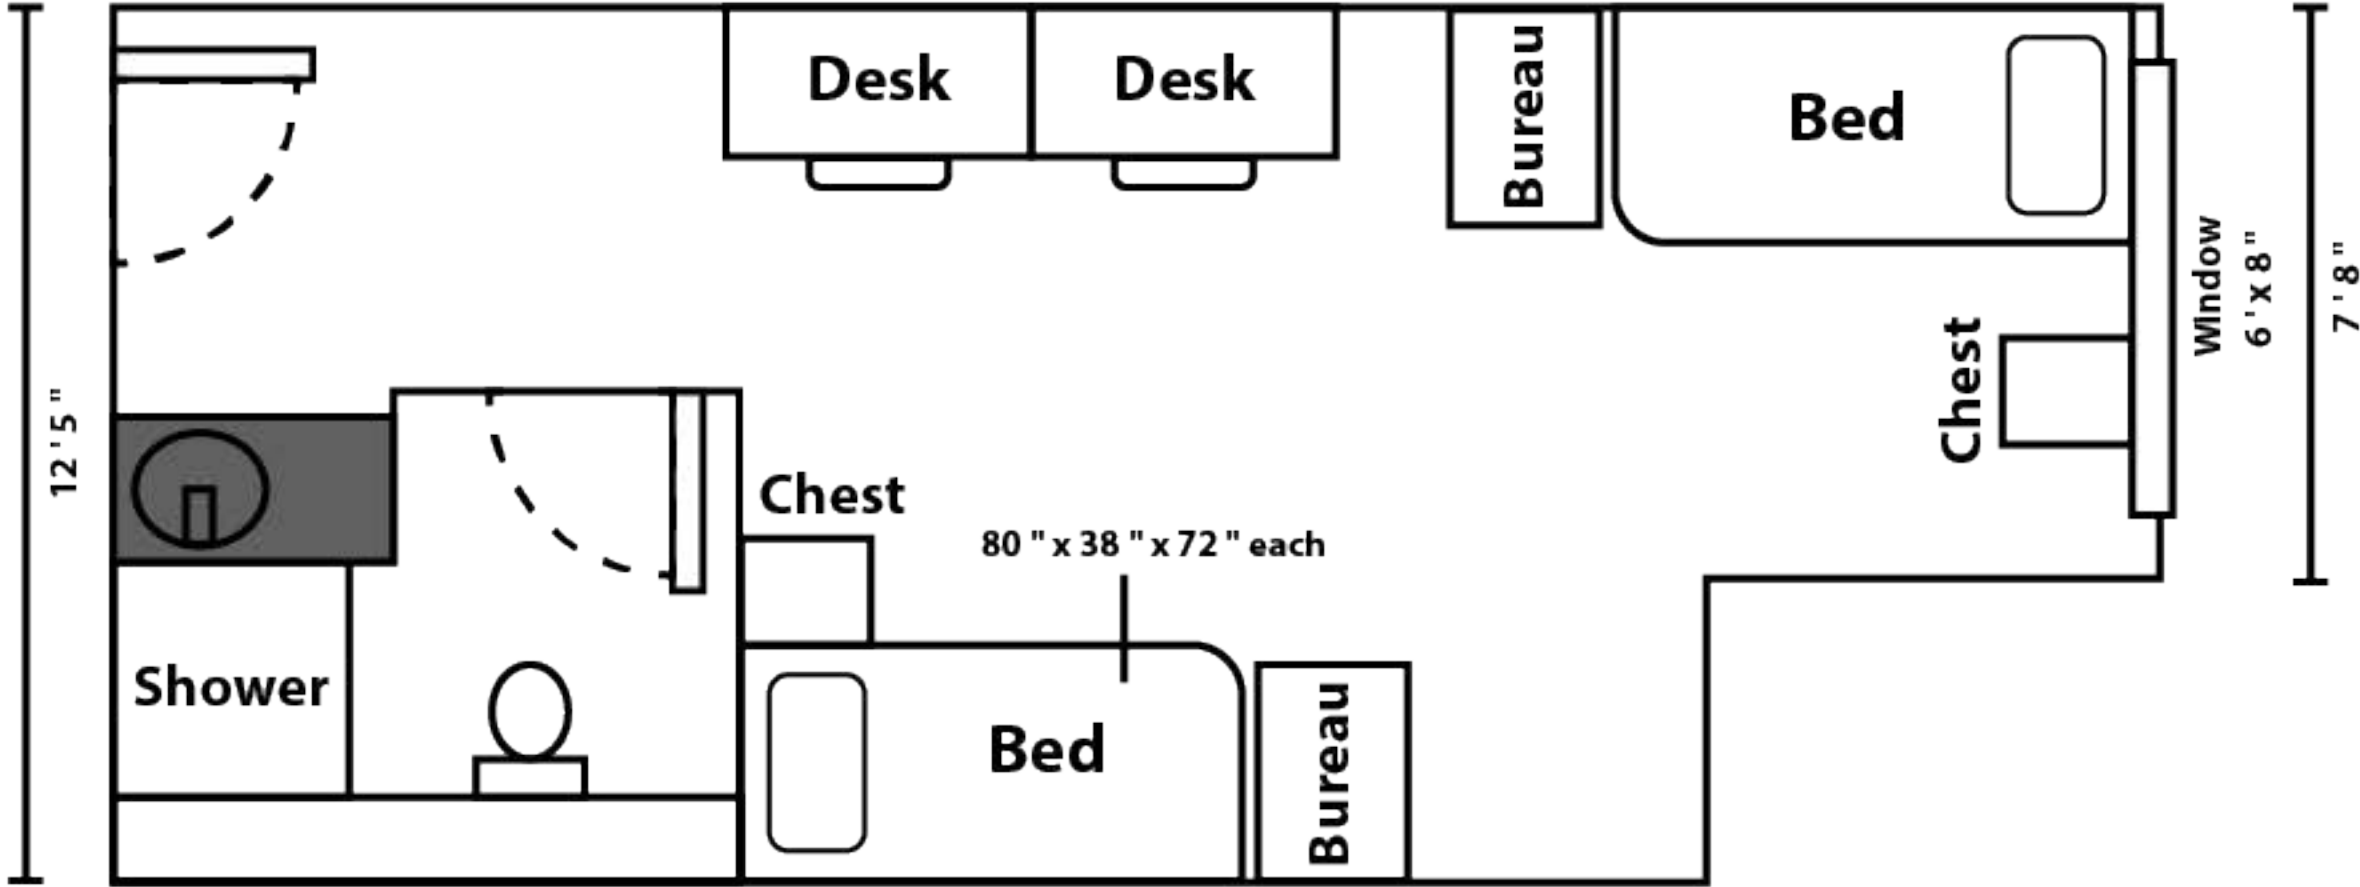 Desk
Desk
Bureau
Bed
Window
6 ' x 8 "
7 ' 8 "
12 ' 5 "
Chest
Chest
80 " x 38 " x 72 " each
Shower
Bed
Bureau